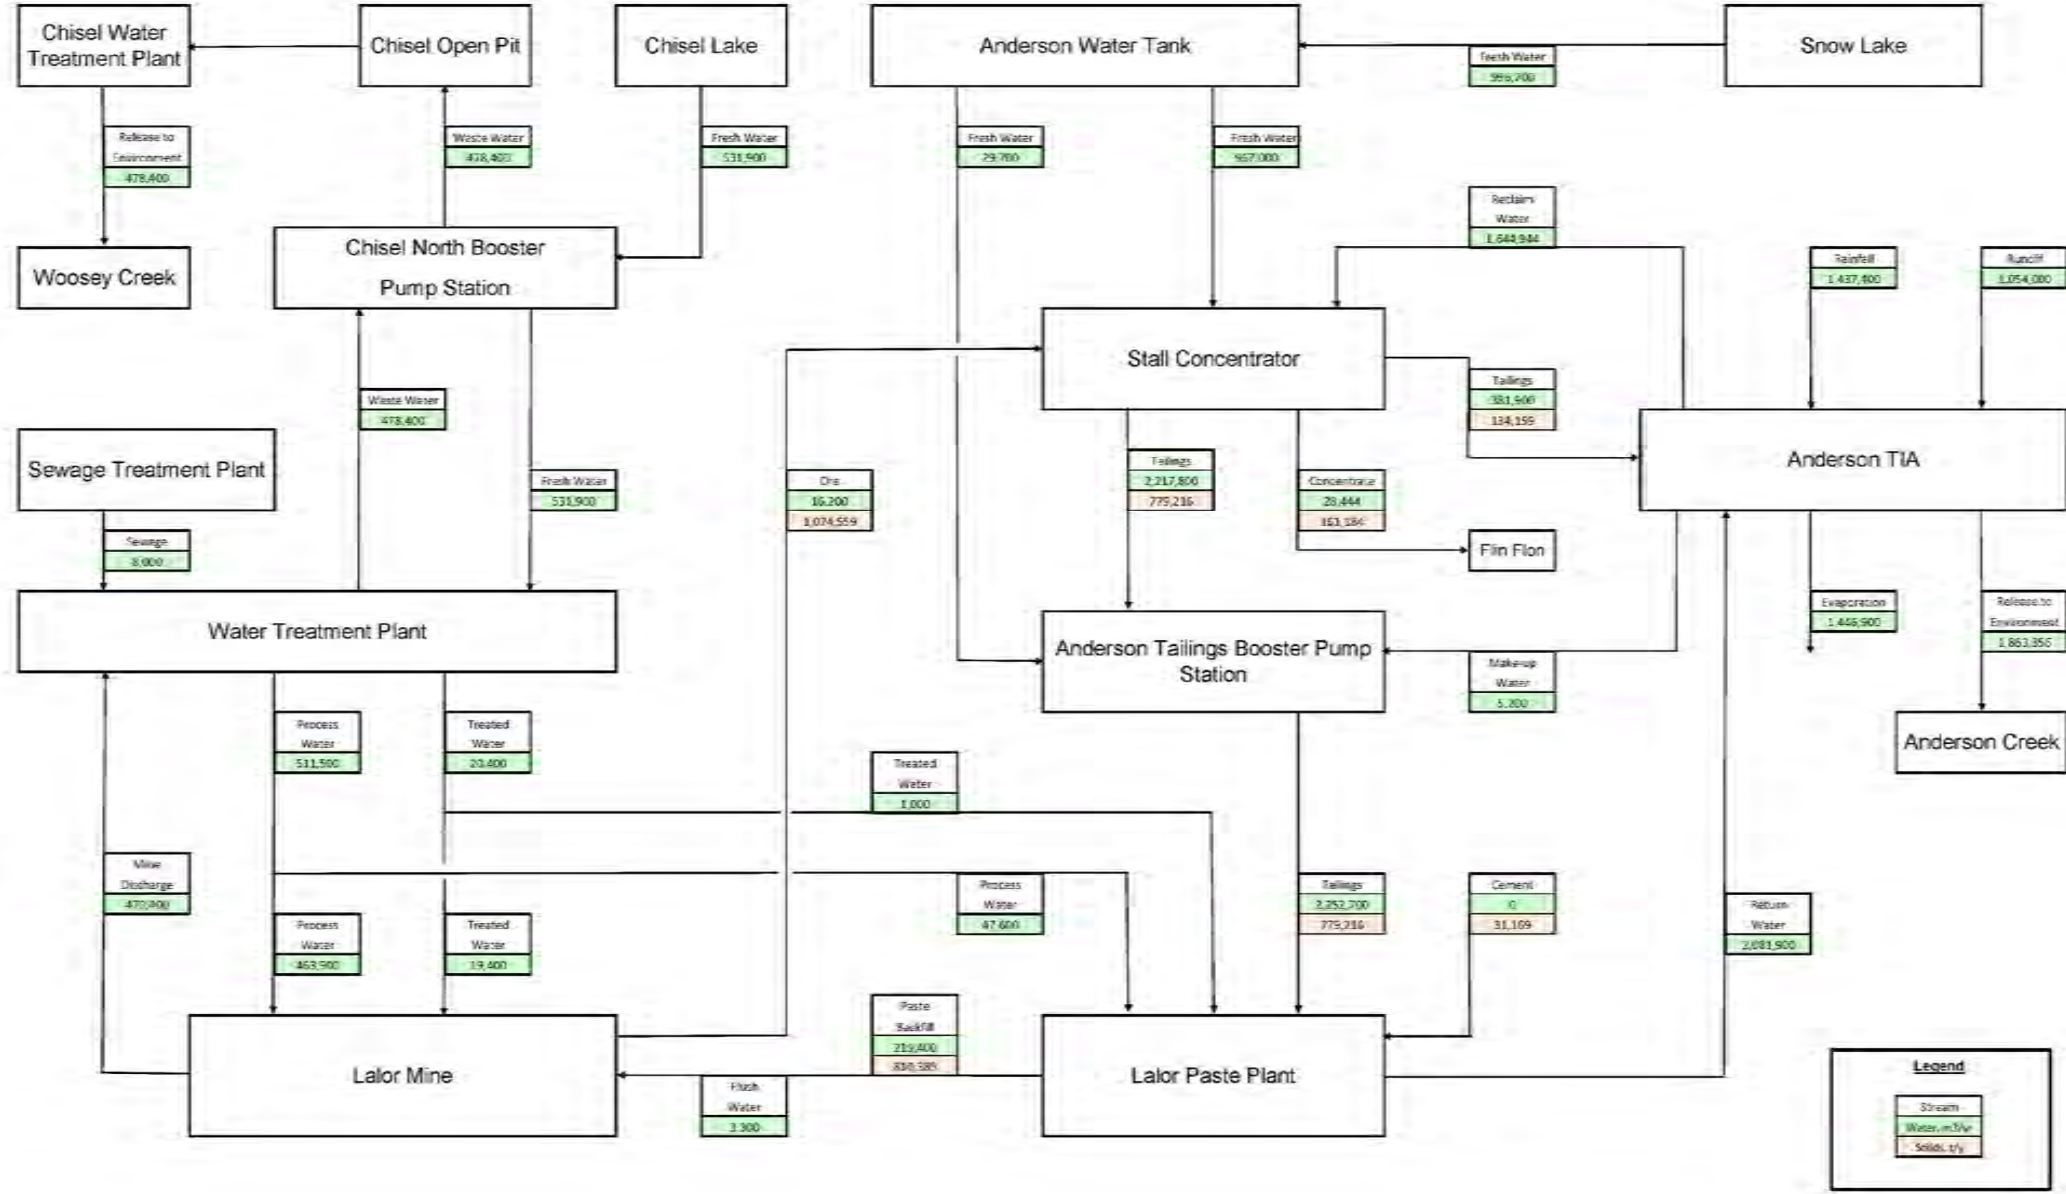 Chisel Water
Treatment Plant
Chisel Open Pit
Chisel Lake
Anderson Water Tank
Snow Lake
Fresh Water
996,700
Release to
Environment
478,400
Waste Water
478,400
Fresh Water
531,900
Fresh Water
29,700
Fresh Water
967,000
Reclaim
Water
1,644,944
Woosey Creek
Chisel North Booster
Pump Station
Rainfall
1,437,400
Runoff
1,054,000
Stall Concentrator
Waste Water
478,400
Tailings
381,900
134,159
Sewage Treatment Plant
Fresh Water
531,900
Ore
16,200
1,074,559
Tailings
2,217,800
779,216
Concentrate
28,444
161,184
Anderson TIA
Flin Flon
Sewage
8,000
Water Treatment Plant
Anderson Tailings Booster Pump
Station
Evaporation
1,446,900
Release to
Environment
1,863,356
Make-up
Water
5,200
Process
Water
511,500
Treated
Water
20,400
Treated
Water
1,000
Anderson Creek
Mine
Discharge
470,400
Process
Water
463,900
Treated
Water
19,400
Process
Water
47,600
Tailings
2,252,700
779,216
Cement
0
31,169
Return
Water
2,081,900
Paste
Backfill
219,400
810,385
Lalor Mine
Flush
Water
3,300
Lalor Paste Plant
Legend
Stream
Water, m3/y
Solids, t/y